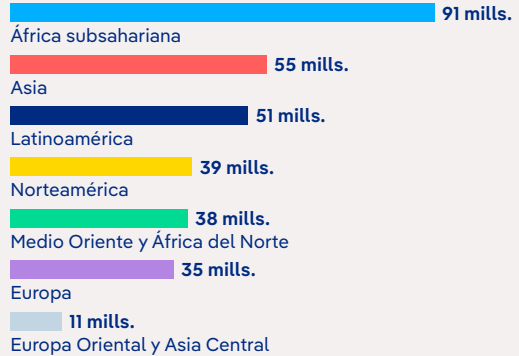 91 mills.
África subsahariana
55 mills.
Asia
51 mills.
Latinoamérica
39 mills.
Norteamérica
38 mills.
Medio Oriente y África del Norte
35 mills.
Europa
11 mills.
Europa Oriental y Asia Central